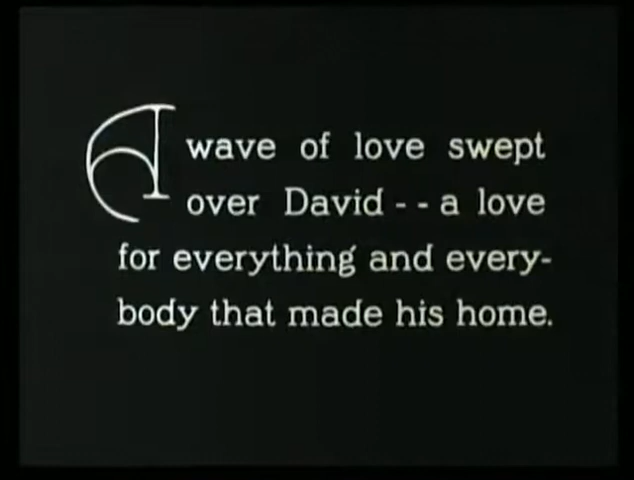 A wave of love swept
over David -- a love
for everything and every-
body that made his home.